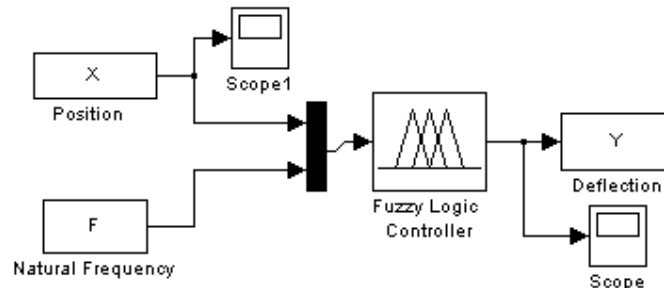 X
Position
Scope1
F
Natural Frequency
Fuzzy Logic
Controller
Y
Deflection
Scope